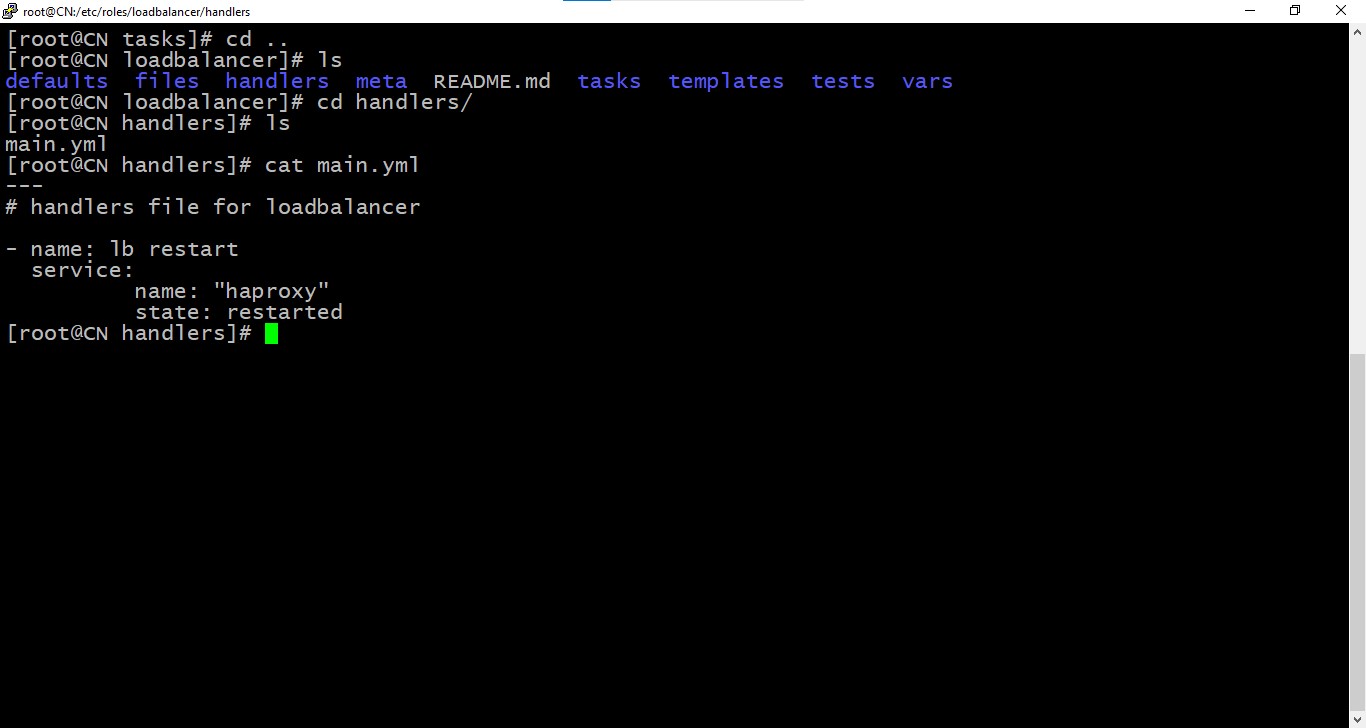 root@CN:/etc/roles/loadbalancer/handlers
[root@CN tasks]# cd ..
[root@CN loadbalancer]# ls
defaults  files  handlers  meta  README.md  tasks  templates  tests  vars
[root@CN loadbalancer]# cd handlers/
[root@CN handlers]# ls
main.yml
[root@CN handlers]# cat main.yml
---
# handlers file for loadbalancer

- name: lb restart
  service:
          name: "haproxy"
          state: restarted
[root@CN handlers]#